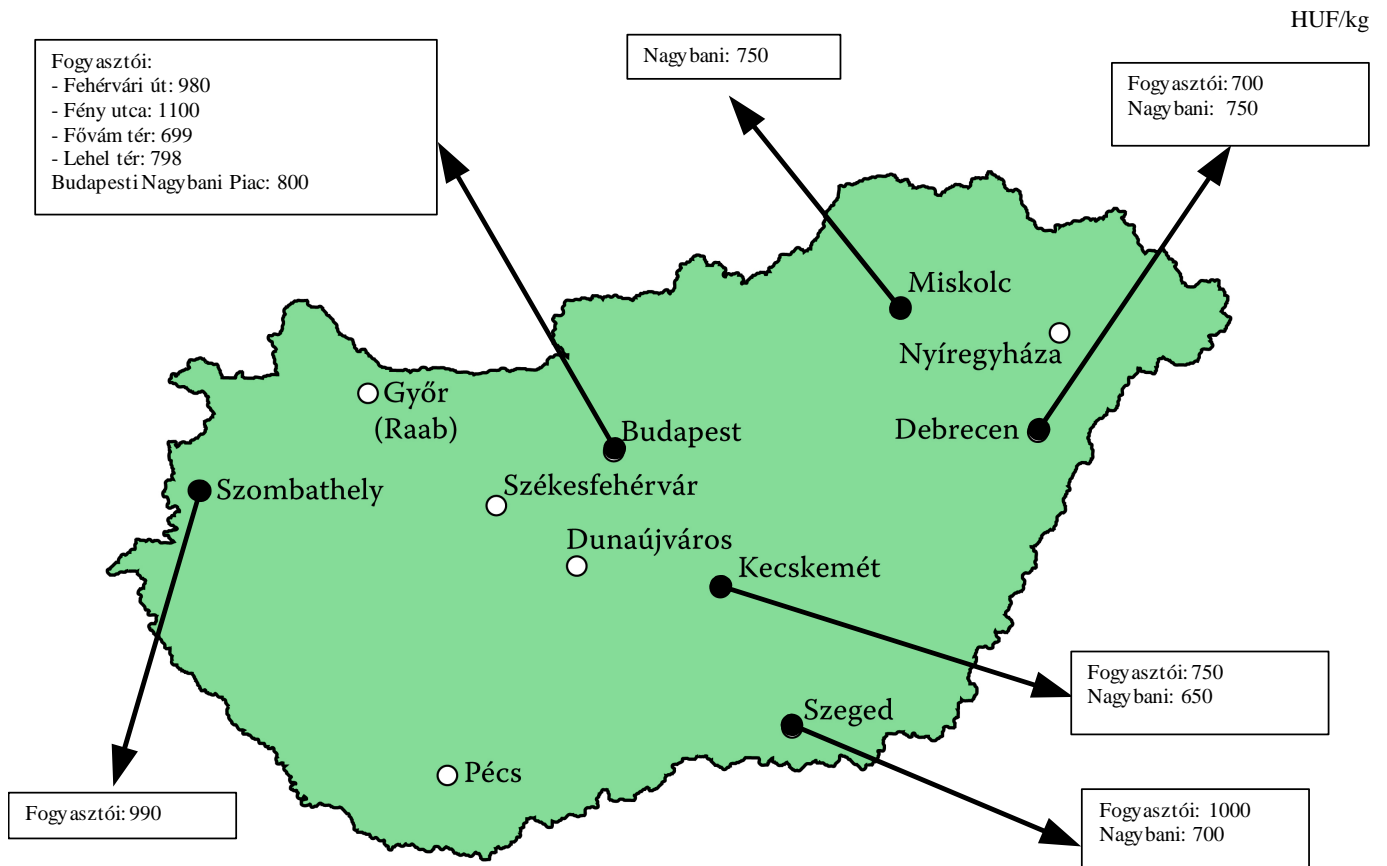 HUF/kg
Fogyasztói:
- Fehérvári út: 980
- Fény utca: 1100
- Fővám tér: 699
- Lehel tér: 798
Budapesti Nagybani Piac: 800
Nagybani: 750
Fogyasztói: 700
Nagybani: 750
Miskolc
Nyíregyháza
Győr
(Raab)
Budapest
Debrecen
Szombathely
Székesfehérvár
Dunaújváros
Kecskemét
Fogyasztói: 750
Nagybani: 650
Szeged
Pécs
Fogyasztói: 990
Fogyasztói: 1000
Nagybani: 700